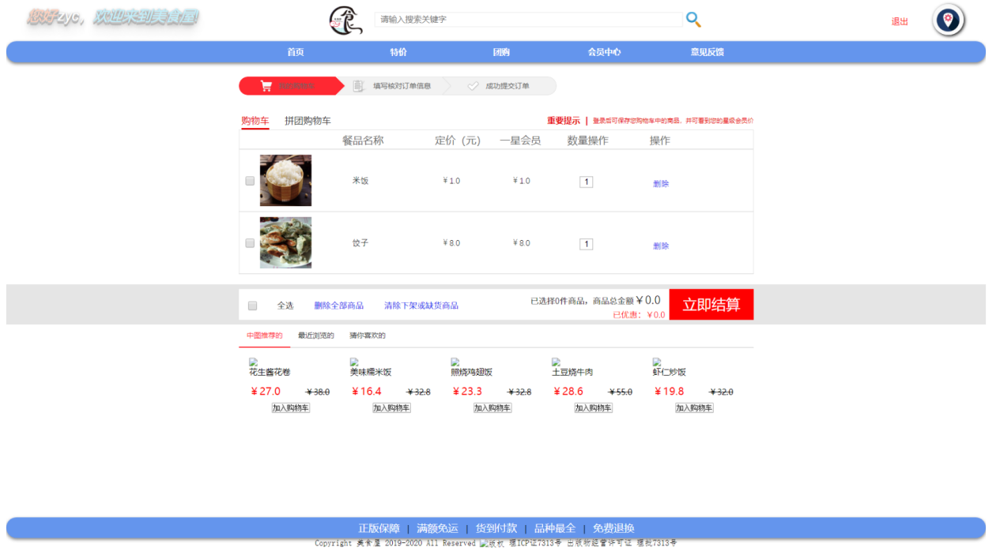 您好zyc，欢迎来到美食屋!
请输入搜索关键字
退出
首页 特价 团购 会员中心 意见反馈
填写核对订单信息 成功提交订单
购物车 拼团购物车 重要提示 | 登录后可保存您购物车中的商品，并可看到您的星级会员价
餐品名称 定价（元） 一星会员 数量操作 操作
米饭 ￥1.0 ￥1.0 1 删除
饺子 ￥8.0 ￥8.0 1 删除
全选 删除全部商品 清除下架或缺货商品 已选择0件商品，商品总金额￥0.0 立即结算
已优惠：￥0.0
中图推荐的 最近浏览的 猜你喜欢的
花生酱花卷 美味糯米饭 照烧鸡翅饭 土豆烧牛肉 虾仁炒饭
￥27.0 ￥38.0 ￥16.4 ￥32.8 ￥23.3 ￥32.8 ￥28.6 ￥55.0 ￥19.8 ￥32.0
加入购物车 加入购物车 加入购物车 加入购物车 加入购物车
正版保障 | 满额免运 | 货到付款 | 品种最全 | 免费退换
Copyright 美食屋 2019-2020 All Reserved 版权 理ICP证7313号 出版物经营许可证 理批7313号